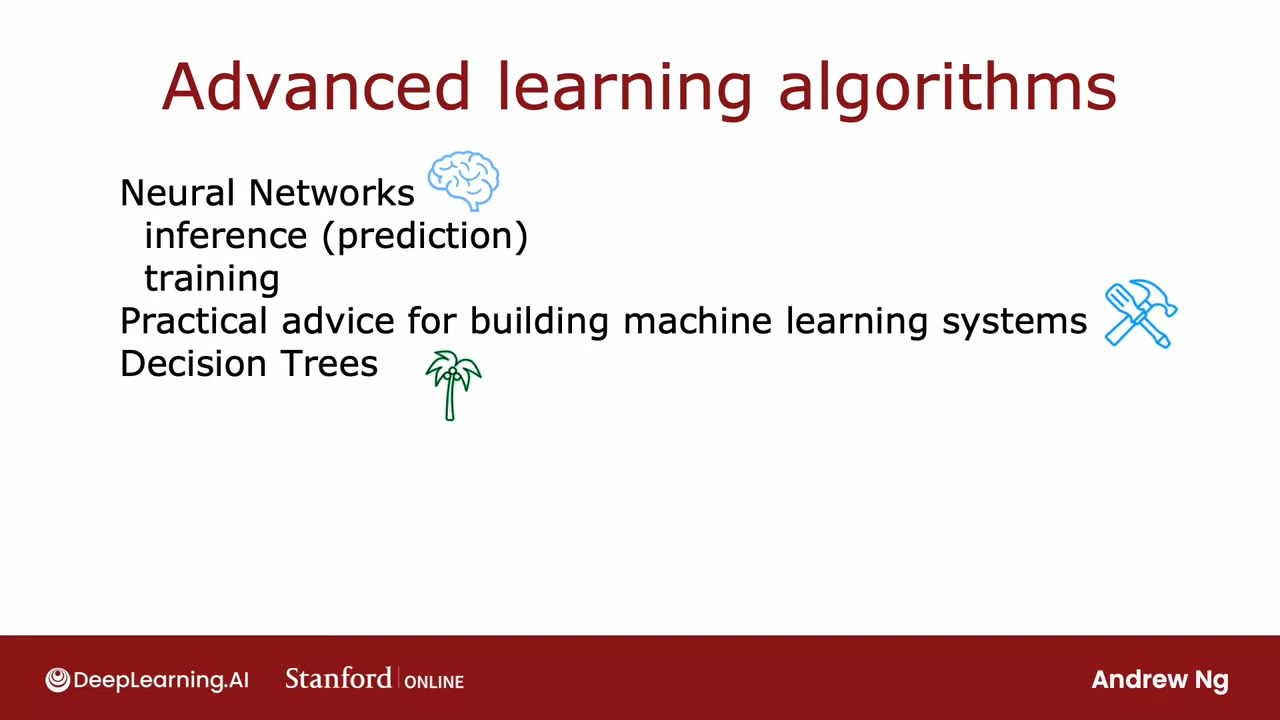 Advanced learning algorithms
Neural Networks
inference (prediction)
training
Practical advice for building machine learning systems
Decision Trees
DeepLearning.AI
Stanford ONLINE
Andrew Ng